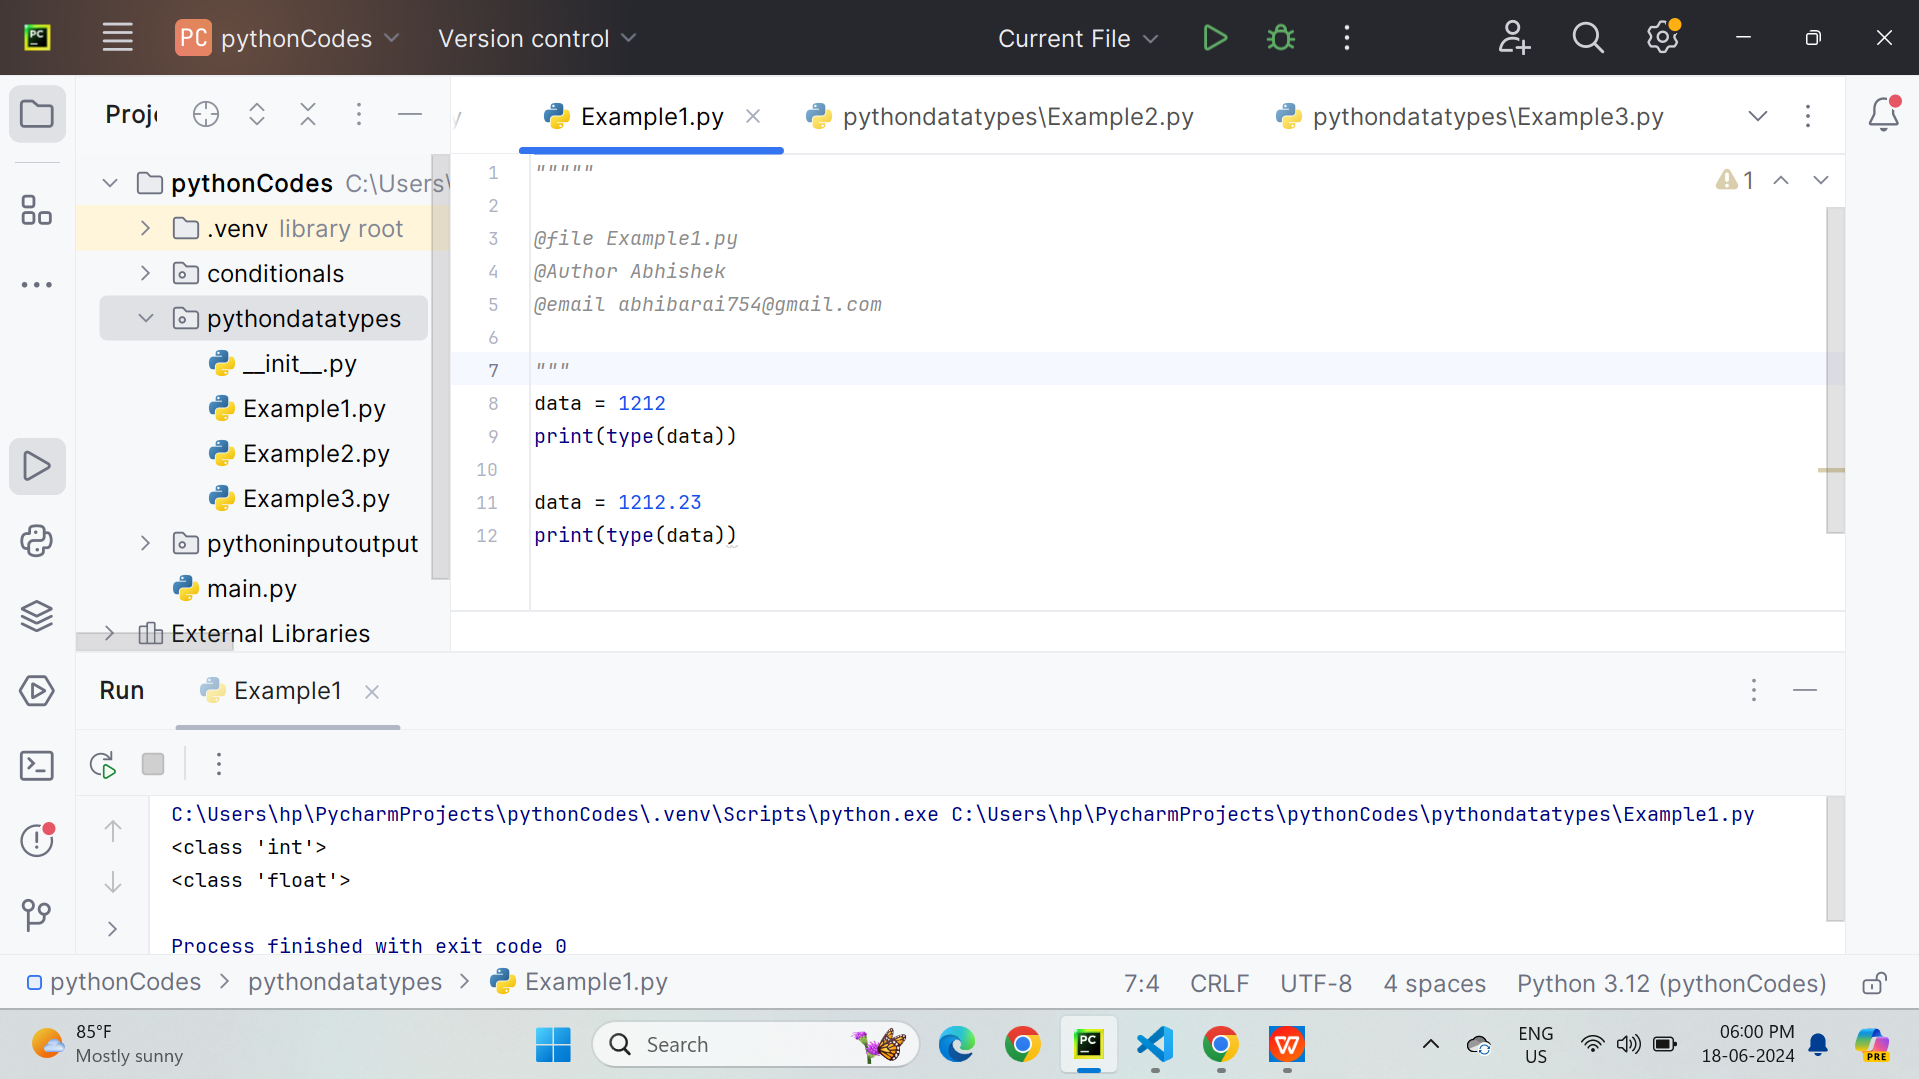 PC pythonCodes Version control Current File
Proj
Example1.py pythondatatypes\Example2.py pythondatatypes\Example3.py
pythonCodes C:\Users\
.venv library root
conditionals
pythondatatypes
__init__.py
Example1.py
Example2.py
Example3.py
pythoninputoutput
main.py
External Libraries
1 """""
2
3 @file Example1.py
4 @Author Abhishek
5 @email abhibarai754@gmail.com
6
7 """
8 data = 1212
9 print(type(data))
10
11 data = 1212.23
12 print(type(data))
1
Run Example1
C:\Users\hp\PycharmProjects\pythonCodes\.venv\Scripts\python.exe C:\Users\hp\PycharmProjects\pythonCodes\pythondatatypes\Example1.py
<class 'int'>
<class 'float'>
Process finished with exit code 0
pythonCodes > pythondatatypes > Example1.py 7:4 CRLF UTF-8 4 spaces Python 3.12 (pythonCodes)
85°F
Mostly sunny
Search
PC
ENG
US
06:00 PM
18-06-2024
PRE